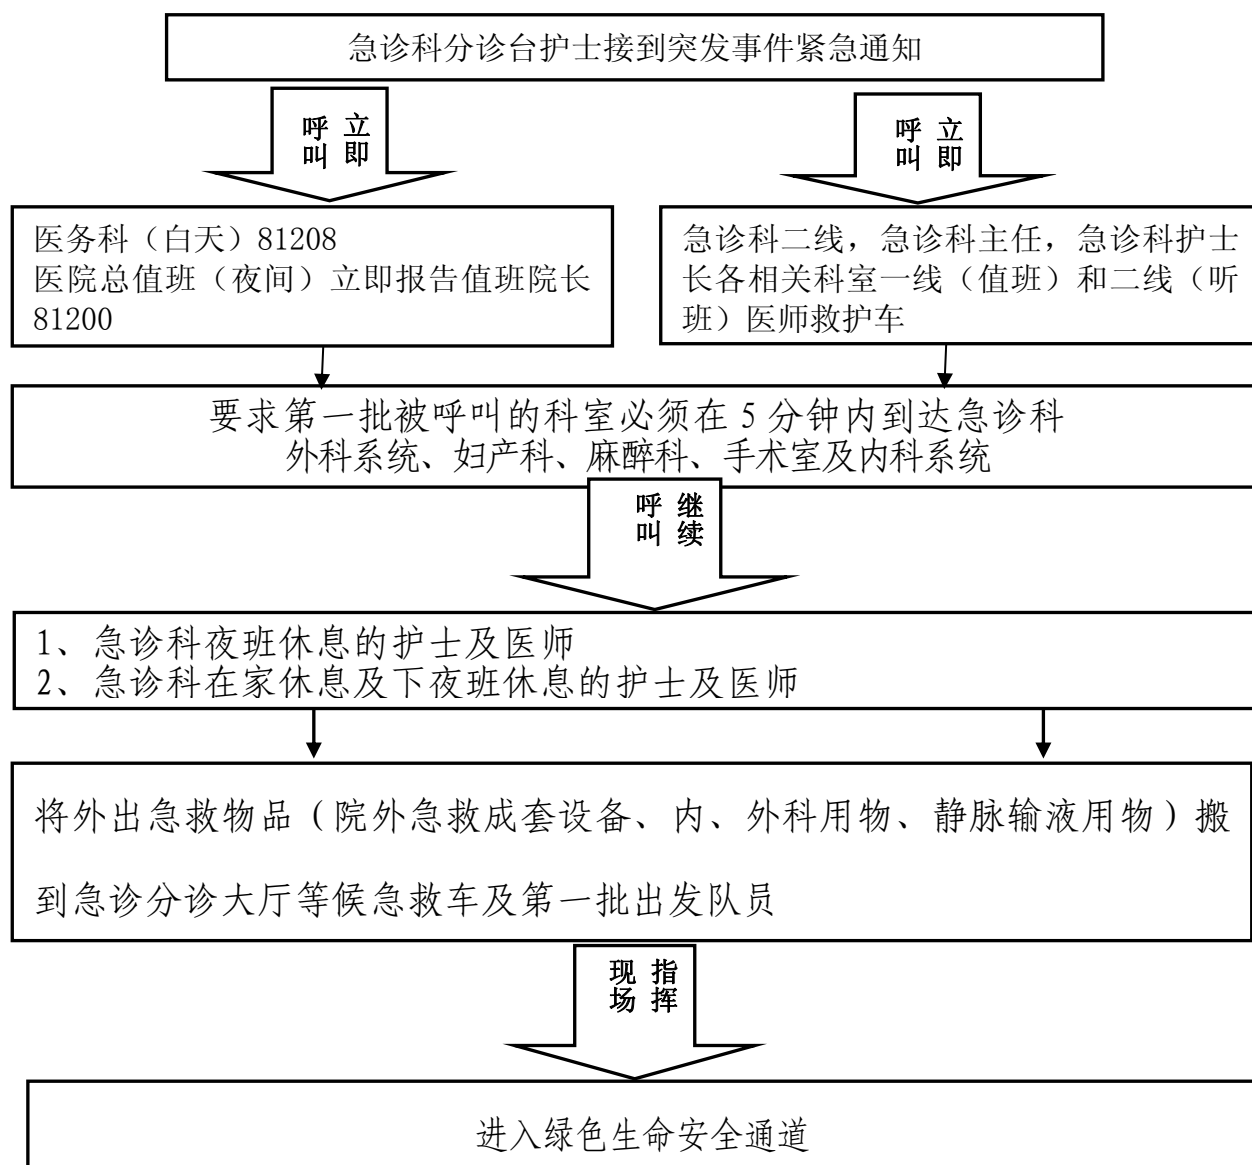 急诊科分诊台护士接到突发事件紧急通知
立即
呼叫
立即
呼叫
医务科（白天）81208
医院总值班（夜间）立即报告值班院长
81200
急诊科二线，急诊科主任，急诊科护士
长各相关科室一线（值班）和二线（听
班）医师救护车
要求第一批被呼叫的科室必须在 5 分钟内到达急诊科
外科系统、妇产科、麻醉科、手术室及内科系统
继续
呼叫
1、急诊科夜班休息的护士及医师
2、急诊科在家休息及下夜班休息的护士及医师
将外出急救物品（院外急救成套设备、内、外科用物、静脉输液用物）搬
到急诊分诊大厅等候急救车及第一批出发队员
指挥
现场
进入绿色生命安全通道